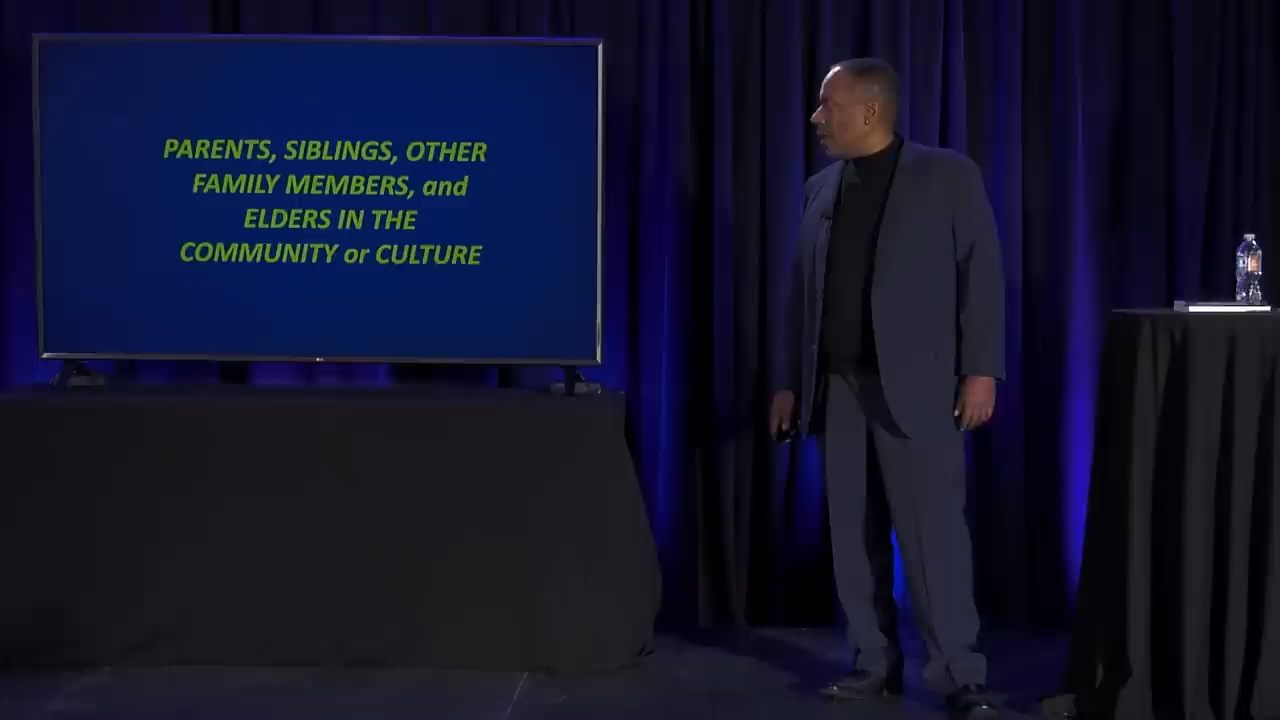 PARENTS, SIBLINGS, OTHER
FAMILY MEMBERS, and
ELDERS IN THE
COMMUNITY or CULTURE